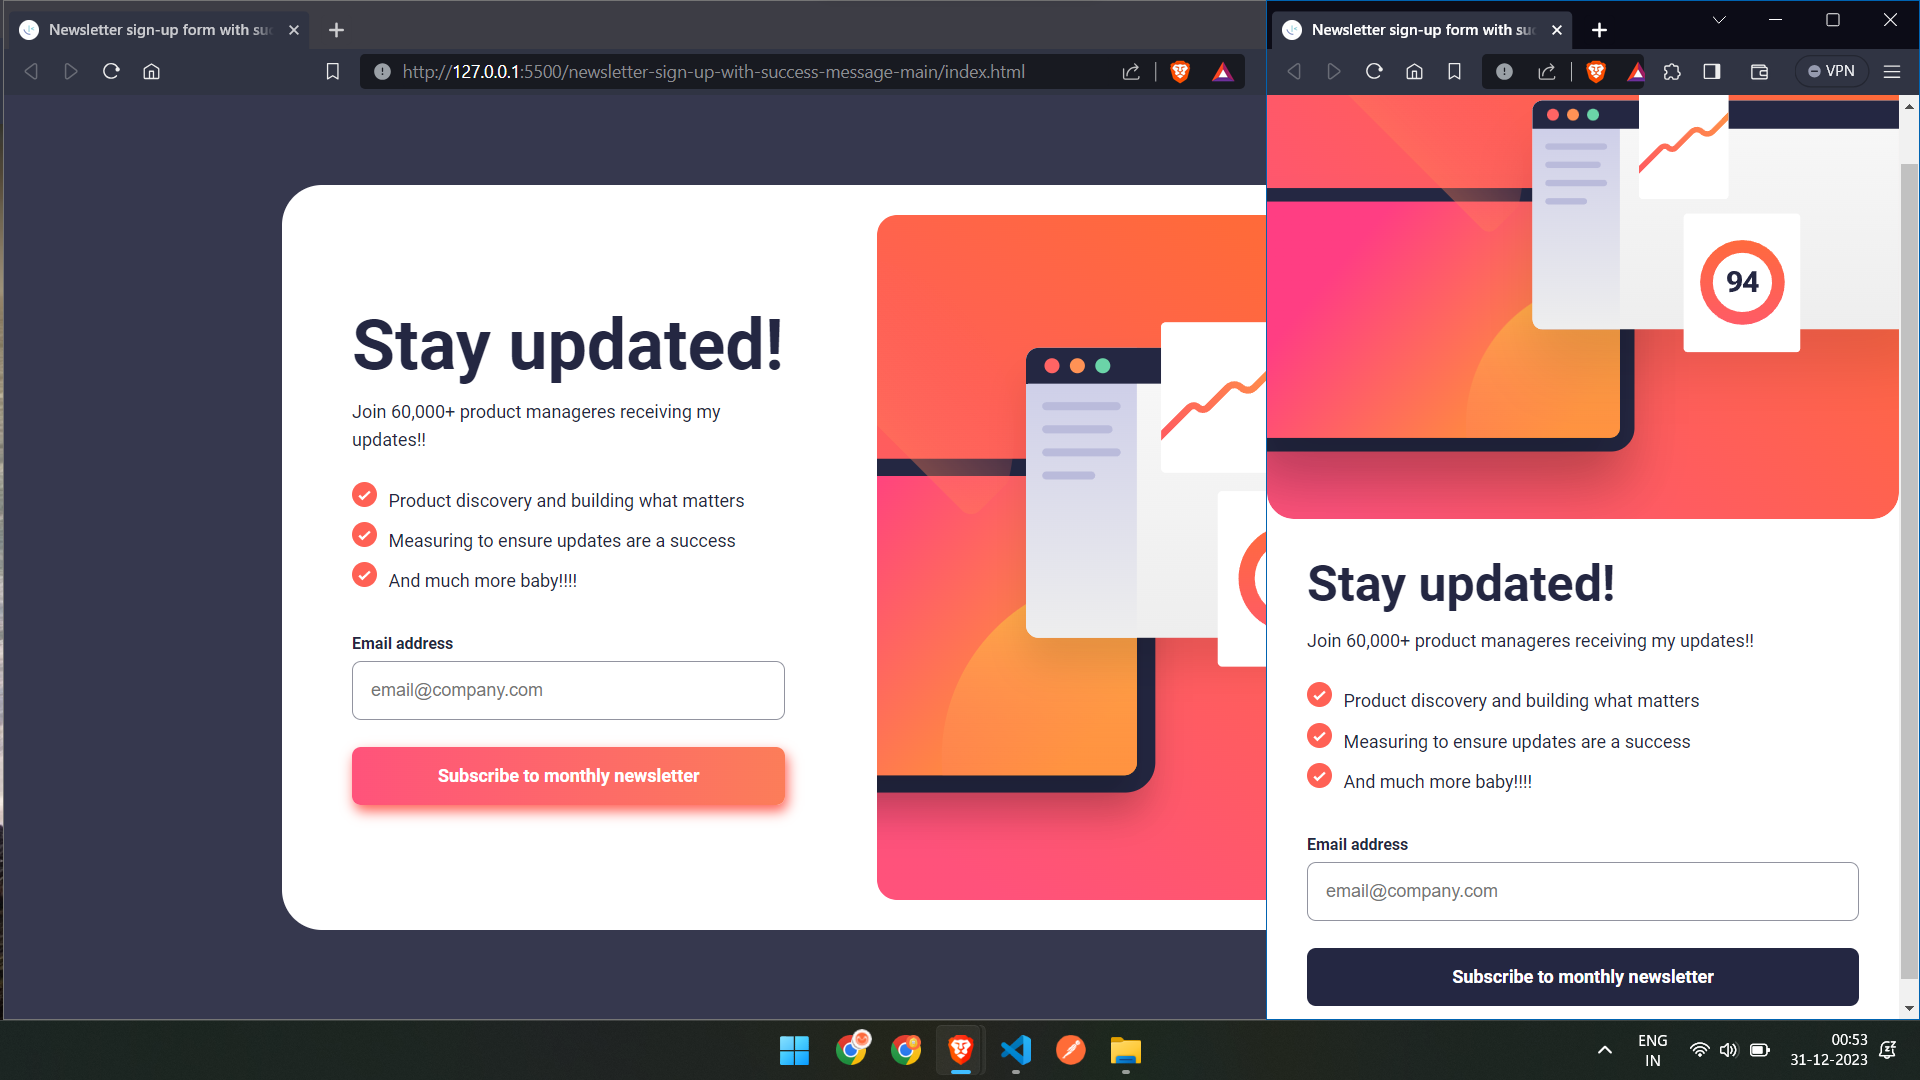 Newsletter sign-up form with suc
http://127.0.0.1:5500/newsletter-sign-up-with-success-message-main/index.html
Stay updated!
Join 60,000+ product manageres receiving my
updates!!
Product discovery and building what matters
Measuring to ensure updates are a success
And much more baby!!!!
Email address
email@company.com
Subscribe to monthly newsletter
Newsletter sign-up form with suc
VPN
94
Stay updated!
Join 60,000+ product manageres receiving my updates!!
Product discovery and building what matters
Measuring to ensure updates are a success
And much more baby!!!!
Email address
email@company.com
Subscribe to monthly newsletter
ENG
IN
00:53
31-12-2023